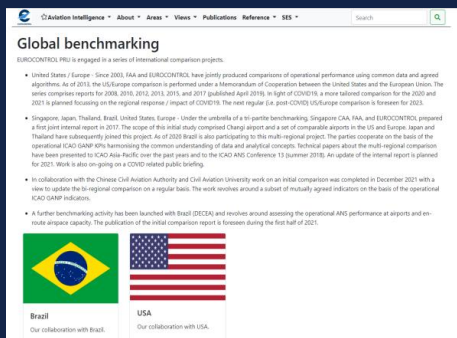 Aviation Intelligence About Areas Views Publications Reference SES Search
Global benchmarking
EUROCONTROL PRU is engaged in a series of international comparison projects.
United States / Europe - Since 2003, FAA and EUROCONTROL have jointly produced comparisons of operational performance using common data and agreed
algorithms. As of 2013, the US/Europe comparison is performed under a Memorandum of Cooperation between the United States and the European Union. The
series comprises reports for 2008, 2010, 2012, 2013, 2015, and 2017 (published April 2019). In light of COVID19, a more tailored comparison for the 2020 and
2021 is planned focussing on the regional response / impact of COVID19. The next regular (i.e. post-COVID) US/Europe comparison is foreseen for 2023.
Singapore, Japan, Thailand, Brazil, United States, Europe - Under the umbrella of a tri-partite benchmarking, Singapore CAA, FAA, and EUROCONTROL prepared
a first joint internal report in 2017. The scope of this initial study comprised Changi airport and a set of comparable airports in the US and Europe. Japan and
Thailand have subsequently joined this project. As of 2020 Brazil is also participating to this multi-regional project. The parties cooperate on the basis of the
operational ICAO GANP KPIs harmonising the common understanding of data and analytical concepts. Technical papers about the multi-regional comparison
have been presented to ICAO Asia-Pacific over the past years and to the ICAO ANS Conference 13 (summer 2018). An update of the internal report is planned
for 2021. Work is also on-going on a COVID related public briefing.
In collaboration with the Chinese Civil Aviation Authority and Civil Aviation University work on an initial comparison was completed in December 2021 with a
view to update the bi-regional comparison on a regular basis. The work revolves around a subset of mutually agreed indicators on the basis of the operational
ICAO GANP indicators.
A further benchmarking activity has been launched with Brazil (DECEA) and revolves around assessing the operational ANS performance at airports and en-
route airspace capacity. The publication of the initial comparison report is foreseen during the first half of 2021.
Brazil
Our collaboration with Brazil.
USA
Our collaboration with USA.